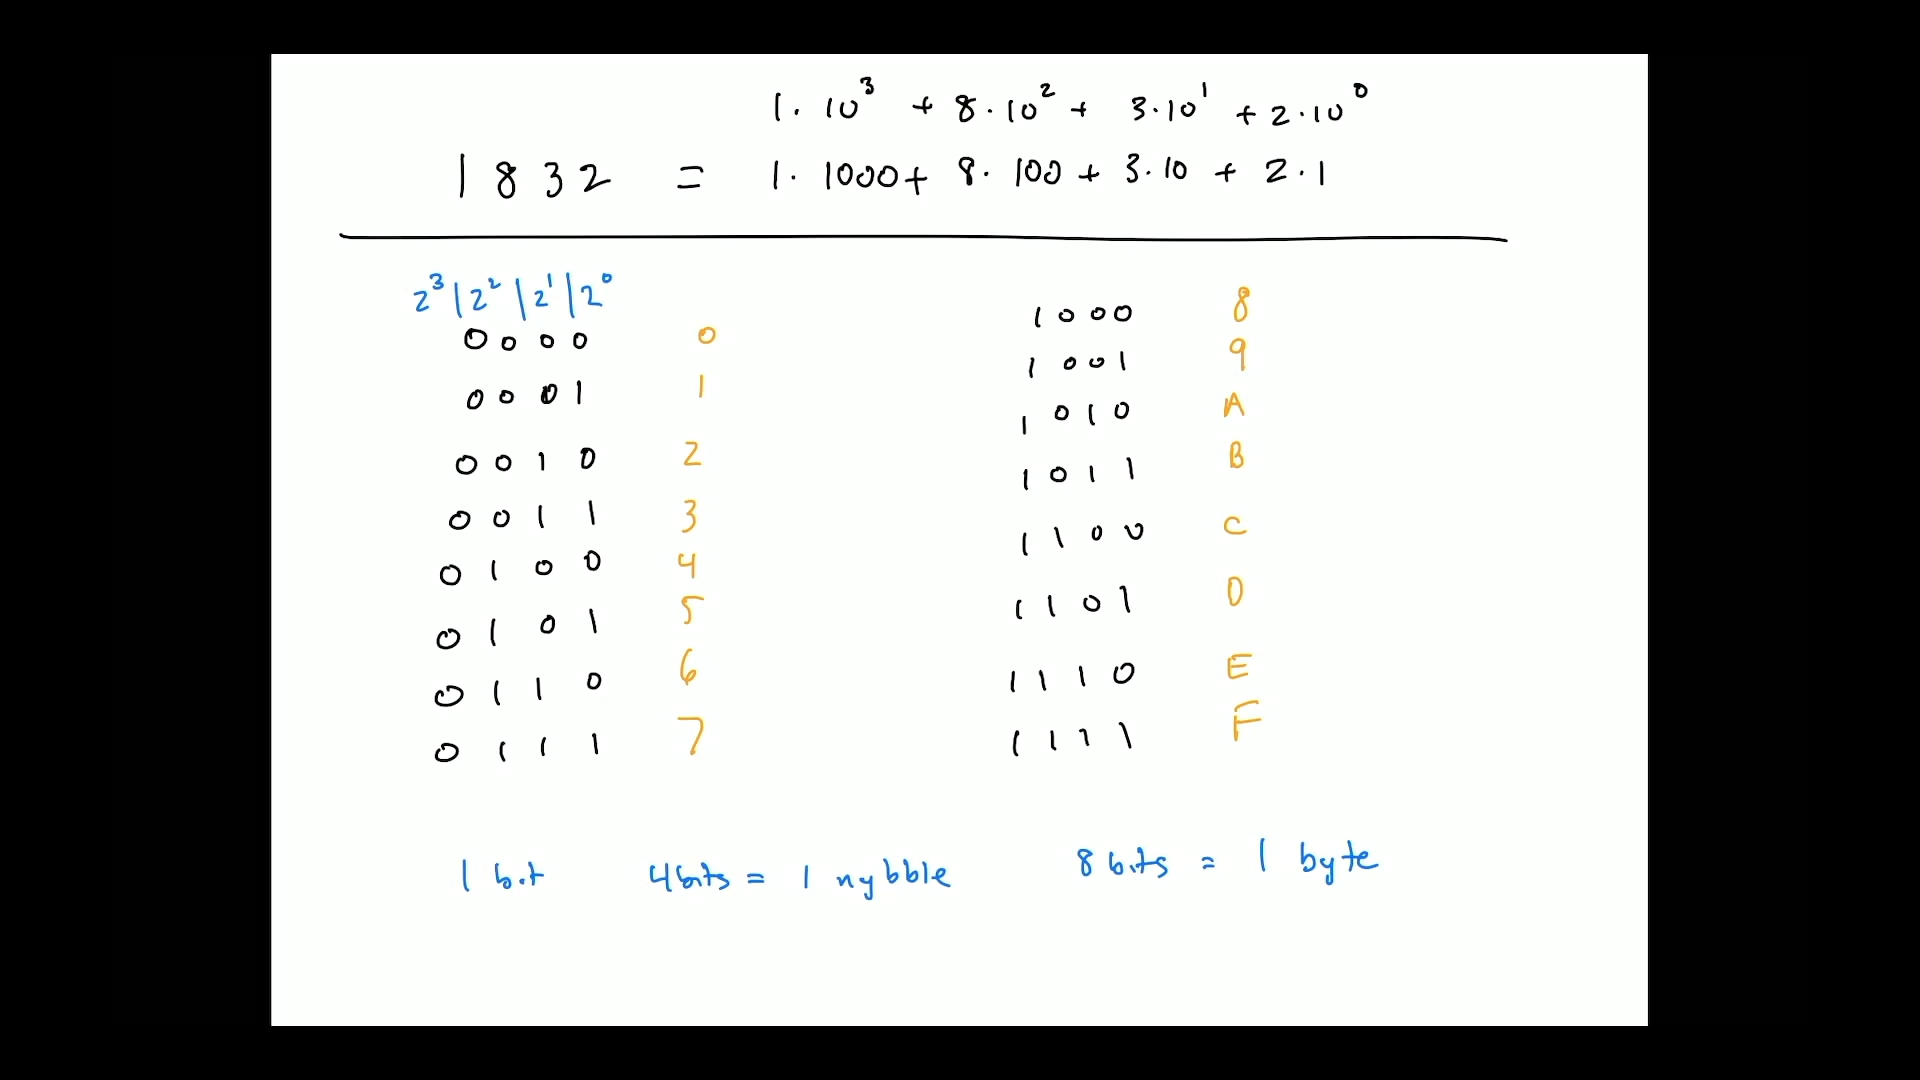 1·10³ + 8·10² + 3·10¹ + 2·10⁰
1832 = 1·1000 + 8·100 + 3·10 + 2·1
2³|2²|2¹|2⁰
0000 0
0001 1
0010 2
0011 3
0100 4
0101 5
0110 6
0111 7
1000 8
1001 9
1010 A
1011 B
1100 C
1101 D
1110 E
1111 F
1 bit 4 bits = 1 nybble 8 bits = 1 byte